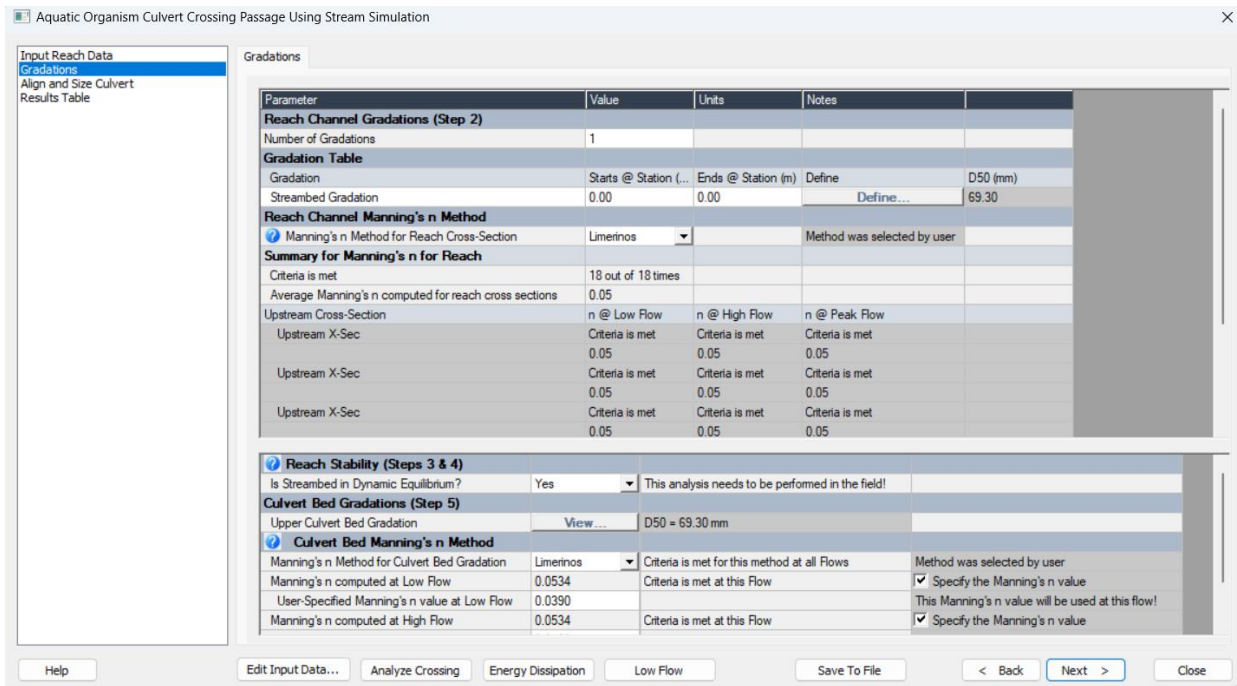 Aquatic Organism Culvert Crossing Passage Using Stream Simulation
Input Reach Data
Gradations
Align and Size Culvert
Results Table
Gradations
Parameter Value Units Notes
Reach Channel Gradations (Step 2)
Number of Gradations 1
Gradation Table
Gradation Starts @ Station (... Ends @ Station (m) Define D50 (mm)
Streambed Gradation 0.00 0.00 Define... 69.30
Reach Channel Manning's n Method
Manning's n Method for Reach Cross-Section Limerinos Method was selected by user
Summary for Manning's n for Reach
Criteria is met 18 out of 18 times
Average Manning's n computed for reach cross sections 0.05
Upstream Cross-Section n @ Low Flow n @ High Flow n @ Peak Flow
Upstream X-Sec Criteria is met Criteria is met Criteria is met
0.05 0.05 0.05
Upstream X-Sec Criteria is met Criteria is met Criteria is met
0.05 0.05 0.05
Upstream X-Sec Criteria is met Criteria is met Criteria is met
0.05 0.05 0.05
Reach Stability (Steps 3 & 4)
Is Streambed in Dynamic Equilibrium? Yes This analysis needs to be performed in the field!
Culvert Bed Gradations (Step 5)
Upper Culvert Bed Gradation View... D50 = 69.30 mm
Culvert Bed Manning's n Method
Manning's n Method for Culvert Bed Gradation Limerinos Criteria is met for this method at all Flows Method was selected by user
Manning's n computed at Low Flow 0.0534 Criteria is met at this Flow Specify the Manning's n value
User-Specified Manning's n value at Low Flow 0.0390 This Manning's n value will be used at this flow!
Manning's n computed at High Flow 0.0534 Criteria is met at this Flow Specify the Manning's n value
Help Edit Input Data... Analyze Crossing Energy Dissipation Low Flow Save To File < Back Next > Close